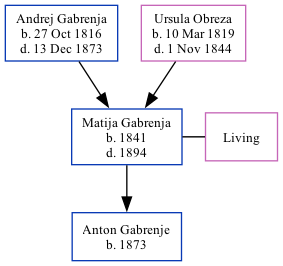 Andrej Gabrenja
b. 27 Oct 1816
d. 13 Dec 1873
Ursula Obreza
b. 10 Mar 1819
d. 1 Nov 1844
Matija Gabrenja
b. 1841
d. 1894
Living
Anton Gabrenje
b. 1873